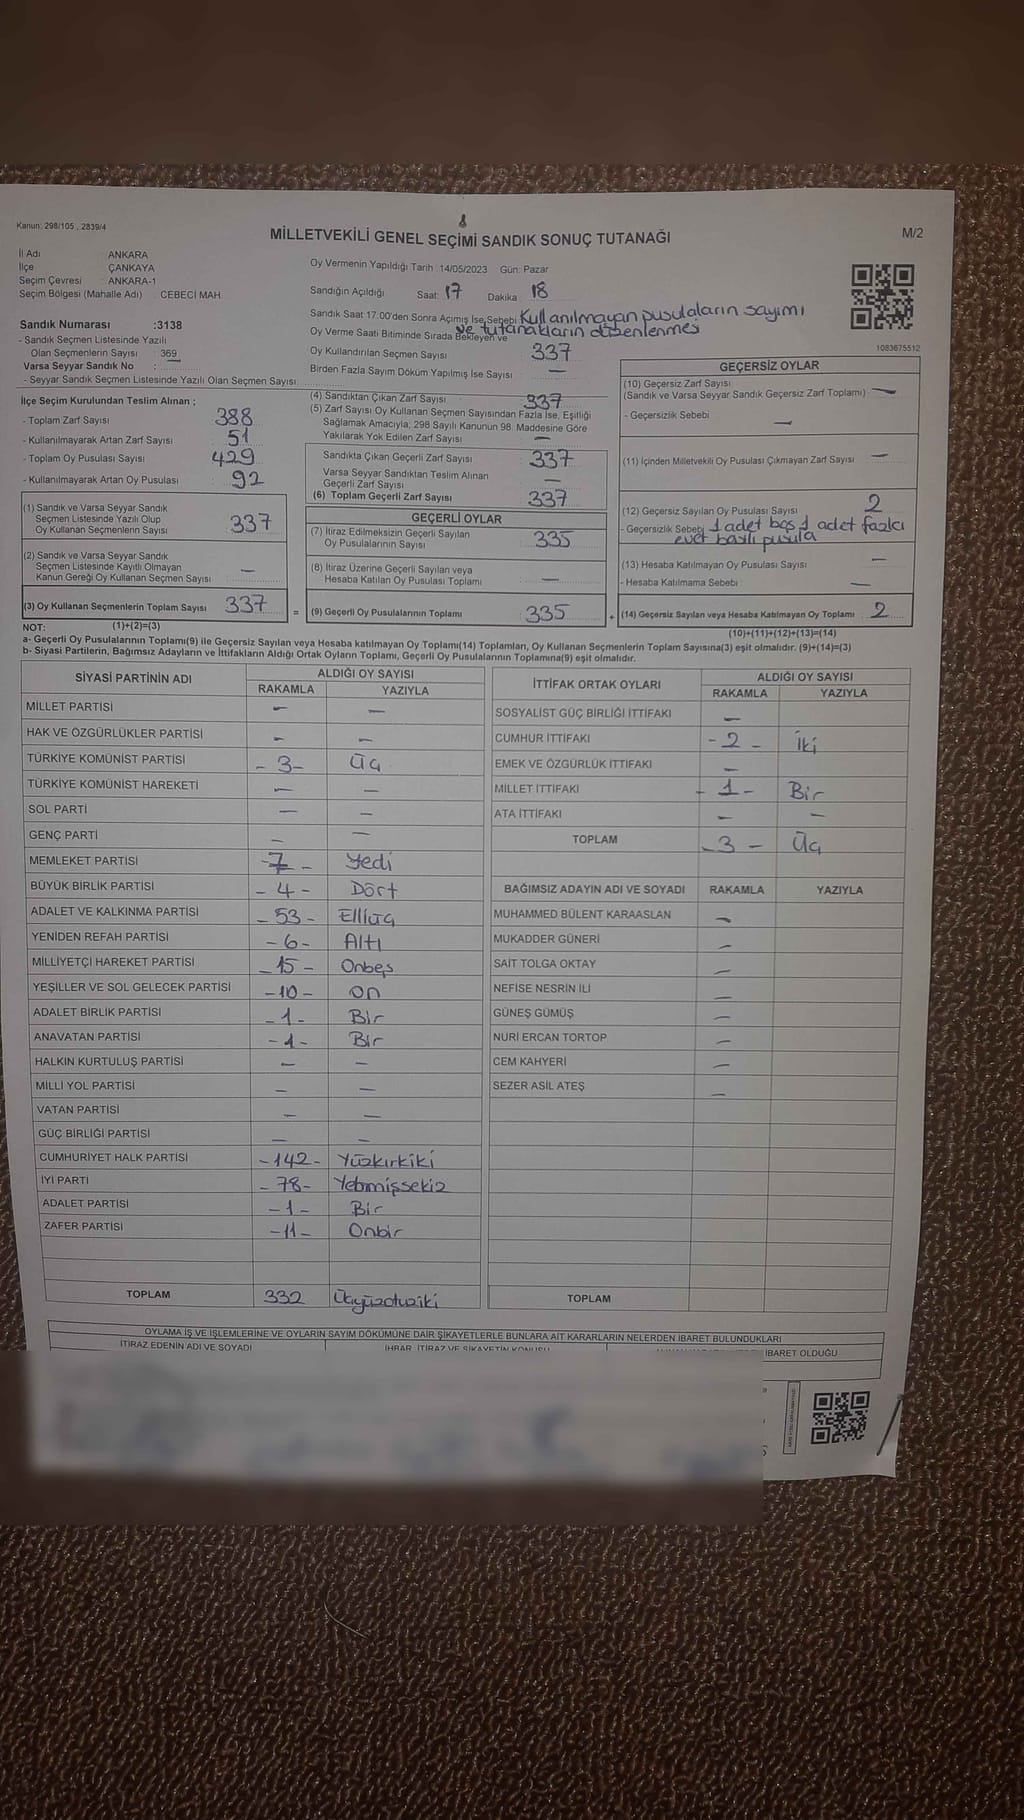 Kanun: 298/105 , 2839/4
MİLLETVEKİLİ GENEL SEÇİMİ SANDIK SONUÇ TUTANAĞI
M/2
İl Adı : ANKARA
İlçe : ÇANKAYA
Seçim Çevresi : ANKARA-1
Seçim Bölgesi (Mahalle Adı) : CEBECİ MAH.
Sandık Numarası :3138
- Sandık Seçmen Listesinde Yazılı
Olan Seçmenlerin Sayısı : 369
Varsa Seyyar Sandık No : —
- Seyyar Sandık Seçmen Listesinde Yazılı Olan Seçmen Sayısı:
İlçe Seçim Kurulundan Teslim Alınan ;
- Toplam Zarf Sayısı : 388
- Kullanılmayarak Artan Zarf Sayısı : 51
- Toplam Oy Pusulası Sayısı : 429
- Kullanılmayarak Artan Oy Pusulası : 92
(1) Sandık ve Varsa Seyyar Sandık
Seçmen Listesinde Yazılı Olup
Oy Kullanan Seçmenlerin Sayısı : 337
(2) Sandık ve Varsa Seyyar Sandık
Seçmen Listesinde Kayıtlı Olmayan
Kanun Gereği Oy Kullanan Seçmen Sayısı : —
(3) Oy Kullanan Seçmenlerin Toplam Sayısı : 337 =
Oy Vermenin Yapıldığı Tarih : 14/05/2023 Gün: Pazar
Sandığın Açıldığı Saat: 17 Dakika : 18
Sandık Saat 17:00'den Sonra Açılmış İse Sebebi : Kullanılmayan pusulaların sayımı
ve tutanakların düzenlenmesi
Oy Verme Saati Bitiminde Sırada Bekleyen ve
Oy Kullandırılan Seçmen Sayısı : 337
Birden Fazla Sayım Döküm Yapılmış İse Sayısı : —
(4) Sandıktan Çıkan Zarf Sayısı : 337
(5) Zarf Sayısı Oy Kullanan Seçmen Sayısından Fazla İse, Eşitliği
Sağlamak Amacıyla; 298 Sayılı Kanunun 98. Maddesine Göre
Yakılarak Yok Edilen Zarf Sayısı : —
Sandıkta Çıkan Geçerli Zarf Sayısı : 337
Varsa Seyyar Sandıktan Teslim Alınan
Geçerli Zarf Sayısı : —
(6) Toplam Geçerli Zarf Sayısı : 337
GEÇERLİ OYLAR
(7) İtiraz Edilmeksizin Geçerli Sayılan
Oy Pusulalarının Sayısı : 335
(8) İtiraz Üzerine Geçerli Sayılan veya
Hesaba Katılan Oy Pusulası Toplamı : —
(9) Geçerli Oy Pusulalarının Toplamı : 335 +
1083675512
GEÇERSİZ OYLAR
(10) Geçersiz Zarf Sayısı
(Sandık ve Varsa Seyyar Sandık Geçersiz Zarf Toplamı) : —
- Geçersizlik Sebebi : —
(11) İçinden Milletvekili Oy Pusulası Çıkmayan Zarf Sayısı : —
(12) Geçersiz Sayılan Oy Pusulası Sayısı : 2
- Geçersizlik Sebebi : 1 adet boş 1 adet fazla
evet basılı pusula
(13) Hesaba Katılmayan Oy Pusulası Sayısı : —
- Hesaba Katılmama Sebebi : —
(14) Geçersiz Sayılan veya Hesaba Katılmayan Oy Toplamı : 2
NOT: (1)+(2)=(3) (10)+(11)+(12)+(13)=(14)
a- Geçerli Oy Pusulalarının Toplamı(9) ile Geçersiz Sayılan veya Hesaba katılmayan Oy Toplamı(14) Toplamları, Oy Kullanan Seçmenlerin Toplam Sayısına(3) eşit olmalıdır. (9)+(14)=(3)
b- Siyasi Partilerin, Bağımsız Adayların ve İttifakların Aldığı Ortak Oyların Toplamı, Geçerli Oy Pusulalarının Toplamına(9) eşit olmalıdır.
SİYASİ PARTİNİN ADI ALDIĞI OY SAYISI
RAKAMLA YAZIYLA
MİLLET PARTİSİ — —
HAK VE ÖZGÜRLÜKLER PARTİSİ — —
TÜRKİYE KOMÜNİST PARTİSİ - 3 - Üç
TÜRKİYE KOMÜNİST HAREKETİ — —
SOL PARTİ — —
GENÇ PARTİ — —
MEMLEKET PARTİSİ - 7 - Yedi
BÜYÜK BİRLİK PARTİSİ - 4 - Dört
ADALET VE KALKINMA PARTİSİ - 53 - Elliüç
YENİDEN REFAH PARTİSİ - 6 - Altı
MİLLİYETÇİ HAREKET PARTİSİ - 15 - Onbeş
YEŞİLLER VE SOL GELECEK PARTİSİ - 10 - On
ADALET BİRLİK PARTİSİ - 1 - Bir
ANAVATAN PARTİSİ - 1 - Bir
HALKIN KURTULUŞ PARTİSİ — —
MİLLİ YOL PARTİSİ — —
VATAN PARTİSİ — —
GÜÇ BİRLİĞİ PARTİSİ — —
CUMHURİYET HALK PARTİSİ - 142 - Yüzkırkiki
İYİ PARTİ - 78 - Yetmişsekiz
ADALET PARTİSİ - 1 - Bir
ZAFER PARTİSİ - 11 - Onbir
TOPLAM 332 Üçyüzotuziki
İTTİFAK ORTAK OYLARI ALDIĞI OY SAYISI
RAKAMLA YAZIYLA
SOSYALİST GÜÇ BİRLİĞİ İTTİFAKI —
CUMHUR İTTİFAKI - 2 - İki
EMEK VE ÖZGÜRLÜK İTTİFAKI —
MİLLET İTTİFAKI - 1 - Bir
ATA İTTİFAKI — —
TOPLAM - 3 - Üç
BAĞIMSIZ ADAYIN ADI VE SOYADI RAKAMLA YAZIYLA
MUHAMMED BÜLENT KARAASLAN —
MUKADDER GÜNERİ —
SAİT TOLGA OKTAY —
NEFİSE NESRİN İLİ —
GÜNEŞ GÜMÜŞ —
NURİ ERCAN TORTOP —
CEM KAHYERİ —
SEZER ASİL ATEŞ —
TOPLAM
OYLAMA İŞ VE İŞLEMLERİNE VE OYLARIN SAYIM DÖKÜMÜNE DAİR ŞİKAYETLERLE BUNLARA AİT KARARLARIN NELERDEN İBARET BULUNDUKLARI
İTİRAZ EDENİN ADI VE SOYADI İHBAR, İTİRAZ VE ŞİKAYETİN KONUSU İBARET OLDUĞU